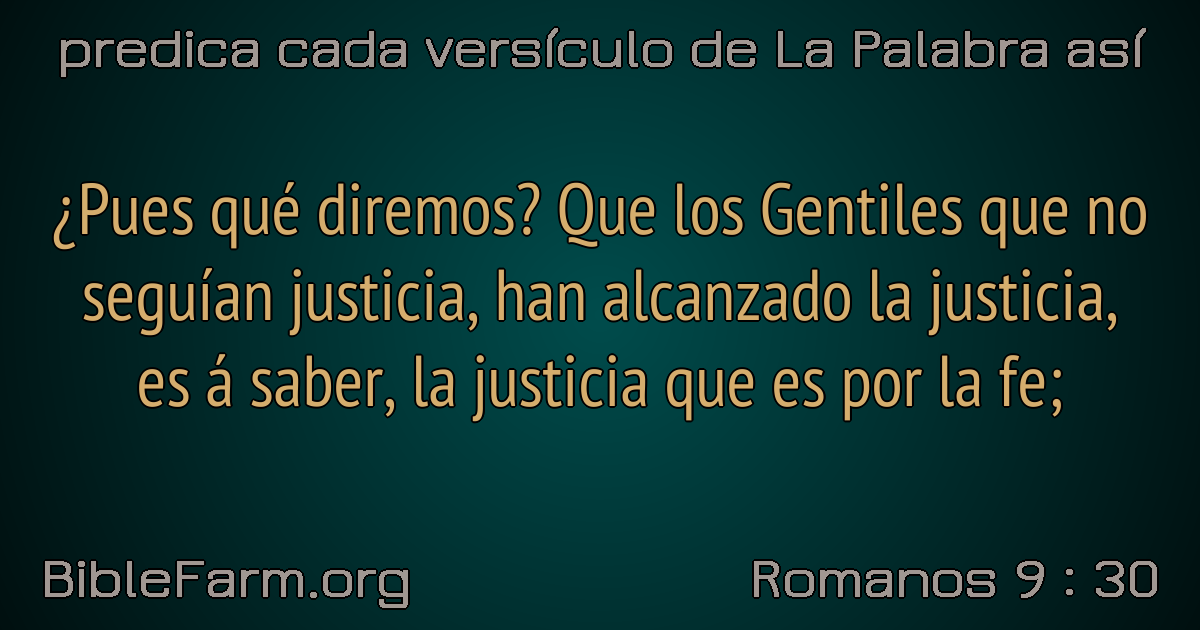 predica cada versículo de La Palabra así
¿Pues qué diremos? Que los Gentiles que no
seguían justicia, han alcanzado la justicia,
es á saber, la justicia que es por la fe;
BibleFarm.org
Romanos 9 : 30